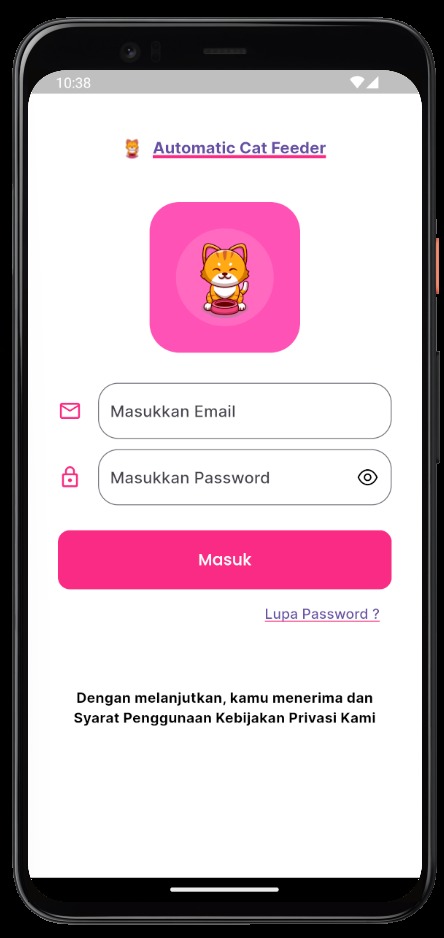 10:38
Automatic Cat Feeder
Masukkan Email
Masukkan Password
Masuk
Lupa Password ?
Dengan melanjutkan, kamu menerima dan
Syarat Penggunaan Kebijakan Privasi Kami